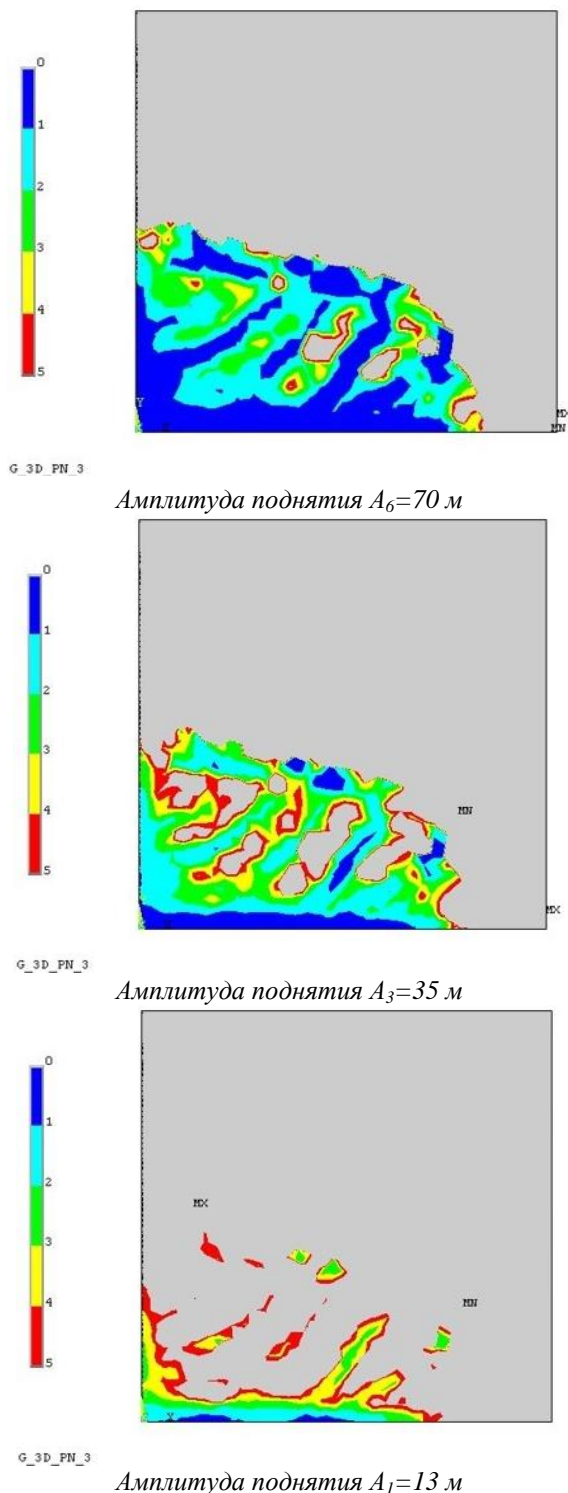 0
1
2
3
4
5
Y
X
MX
MN
G_3D_PN_3
Амплитуда поднятия A6=70 м
0
1
2
3
4
5
MN
MX
G_3D_PN_3
Амплитуда поднятия A3=35 м
0
1
2
3
4
5
MX
MN
X
G_3D_PN_3
Амплитуда поднятия A1=13 м